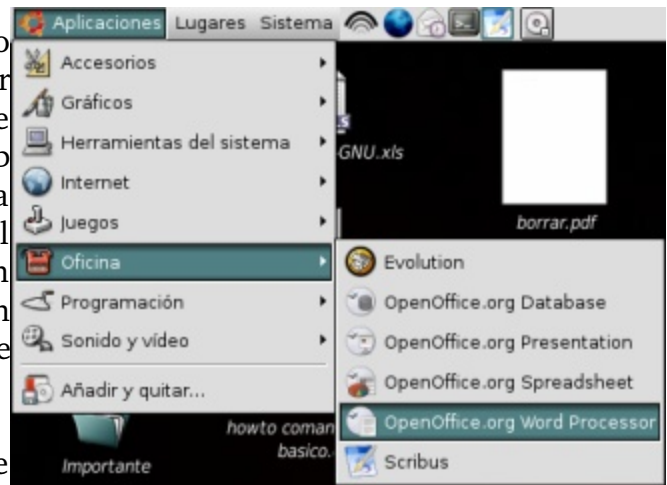 Aplicaciones Lugares Sistema
Accesorios
Gráficos
Herramientas del sistema
Internet
Juegos
Oficina
Programación
Sonido y vídeo
Añadir y quitar...
GNU.xls
borrar.pdf
Evolution
OpenOffice.org Database
OpenOffice.org Presentation
OpenOffice.org Spreadsheet
OpenOffice.org Word Processor
Scribus
howto coman
basico.
Importante